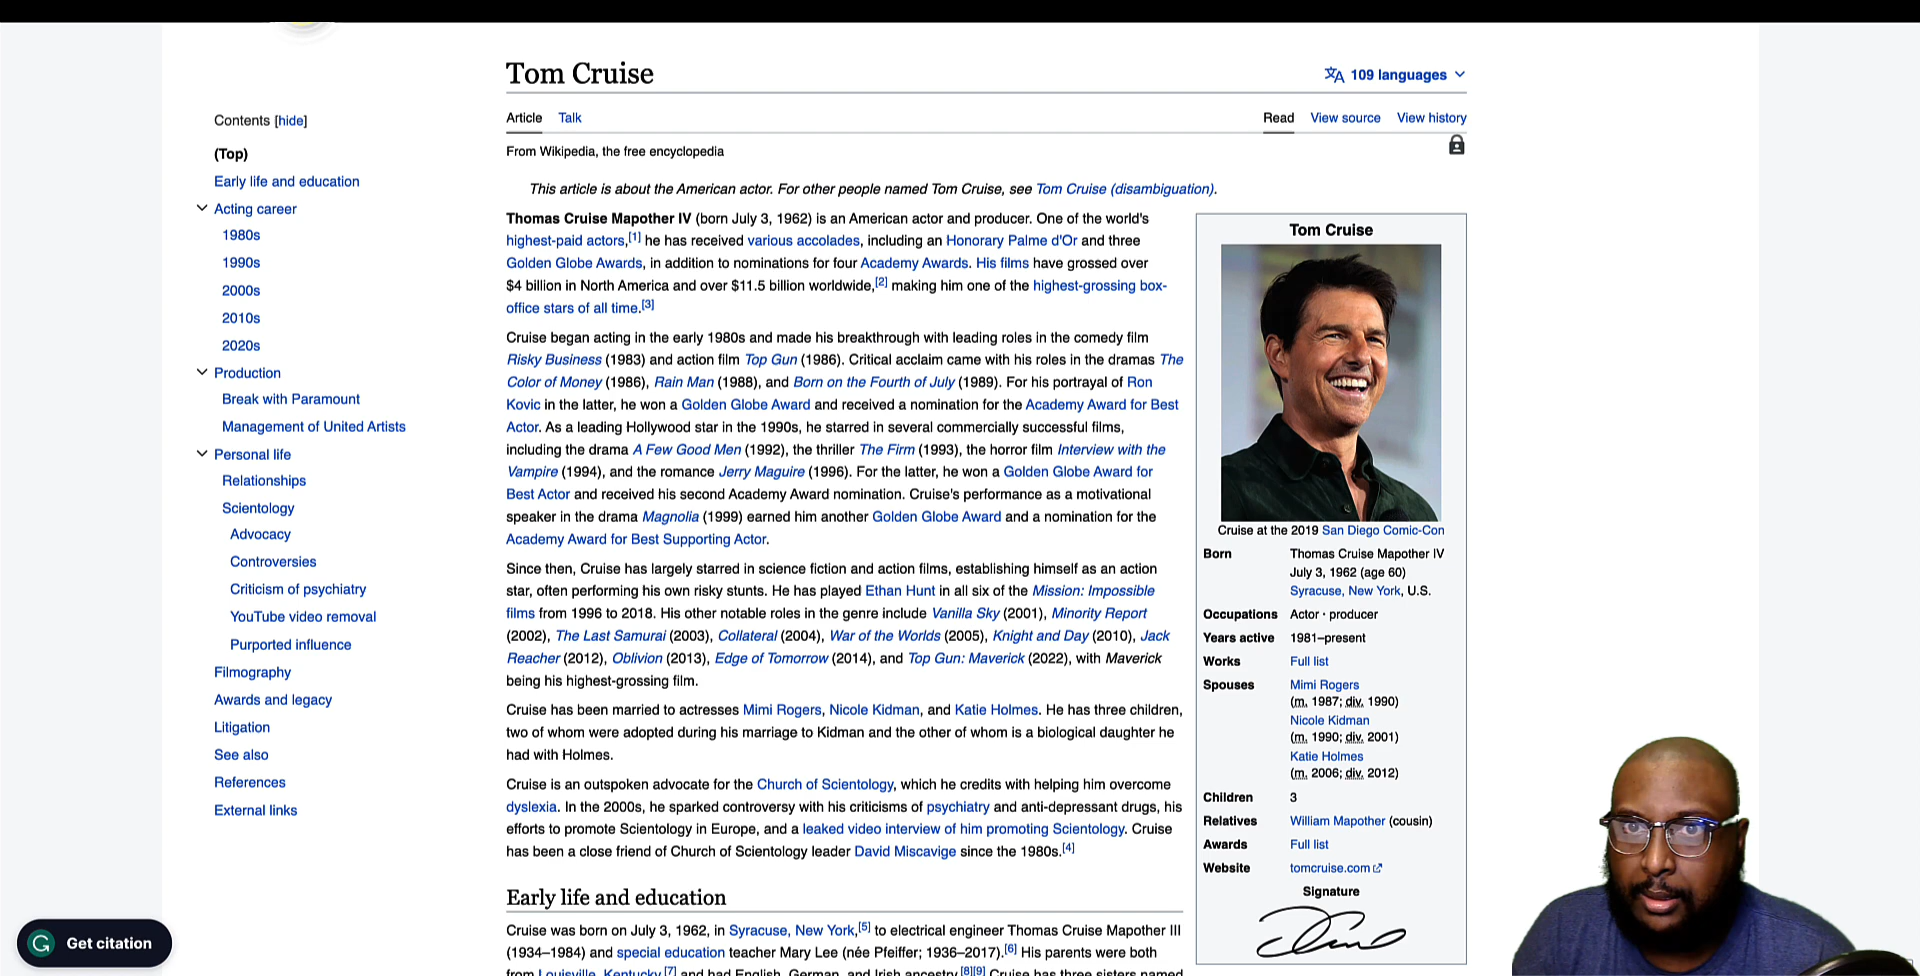 Tom Cruise
109 languages
Contents [hide]
(Top)
Early life and education
Acting career
1980s
1990s
2000s
2010s
2020s
Production
Break with Paramount
Management of United Artists
Personal life
Relationships
Scientology
Advocacy
Controversies
Criticism of psychiatry
YouTube video removal
Purported influence
Filmography
Awards and legacy
Litigation
See also
References
External links
Article Talk
Read View source View history
From Wikipedia, the free encyclopedia
This article is about the American actor. For other people named Tom Cruise, see Tom Cruise (disambiguation).
Thomas Cruise Mapother IV (born July 3, 1962) is an American actor and producer. One of the world's
highest-paid actors,[1] he has received various accolades, including an Honorary Palme d'Or and three
Golden Globe Awards, in addition to nominations for four Academy Awards. His films have grossed over
$4 billion in North America and over $11.5 billion worldwide,[2] making him one of the highest-grossing box-
office stars of all time.[3]
Cruise began acting in the early 1980s and made his breakthrough with leading roles in the comedy film
Risky Business (1983) and action film Top Gun (1986). Critical acclaim came with his roles in the dramas The
Color of Money (1986), Rain Man (1988), and Born on the Fourth of July (1989). For his portrayal of Ron
Kovic in the latter, he won a Golden Globe Award and received a nomination for the Academy Award for Best
Actor. As a leading Hollywood star in the 1990s, he starred in several commercially successful films,
including the drama A Few Good Men (1992), the thriller The Firm (1993), the horror film Interview with the
Vampire (1994), and the romance Jerry Maguire (1996). For the latter, he won a Golden Globe Award for
Best Actor and received his second Academy Award nomination. Cruise's performance as a motivational
speaker in the drama Magnolia (1999) earned him another Golden Globe Award and a nomination for the
Academy Award for Best Supporting Actor.
Since then, Cruise has largely starred in science fiction and action films, establishing himself as an action
star, often performing his own risky stunts. He has played Ethan Hunt in all six of the Mission: Impossible
films from 1996 to 2018. His other notable roles in the genre include Vanilla Sky (2001), Minority Report
(2002), The Last Samurai (2003), Collateral (2004), War of the Worlds (2005), Knight and Day (2010), Jack
Reacher (2012), Oblivion (2013), Edge of Tomorrow (2014), and Top Gun: Maverick (2022), with Maverick
being his highest-grossing film.
Cruise has been married to actresses Mimi Rogers, Nicole Kidman, and Katie Holmes. He has three children,
two of whom were adopted during his marriage to Kidman and the other of whom is a biological daughter he
had with Holmes.
Cruise is an outspoken advocate for the Church of Scientology, which he credits with helping him overcome
dyslexia. In the 2000s, he sparked controversy with his criticisms of psychiatry and anti-depressant drugs, his
efforts to promote Scientology in Europe, and a leaked video interview of him promoting Scientology. Cruise
has been a close friend of Church of Scientology leader David Miscavige since the 1980s.[4]
Early life and education
Cruise was born on July 3, 1962, in Syracuse, New York,[5] to electrical engineer Thomas Cruise Mapother III
(1934–1984) and special education teacher Mary Lee (née Pfeiffer; 1936–2017).[6] His parents were both
from Louisville, Kentucky,[7] and had English, German, and Irish ancestry.[8][9] Cruise has three sisters named
Tom Cruise
Cruise at the 2019 San Diego Comic-Con
Born Thomas Cruise Mapother IV
July 3, 1962 (age 60)
Syracuse, New York, U.S.
Occupations Actor · producer
Years active 1981–present
Works Full list
Spouses Mimi Rogers
(m. 1987; div. 1990)
Nicole Kidman
(m. 1990; div. 2001)
Katie Holmes
(m. 2006; div. 2012)
Children 3
Relatives William Mapother (cousin)
Awards Full list
Website tomcruise.com
Signature
Get citation